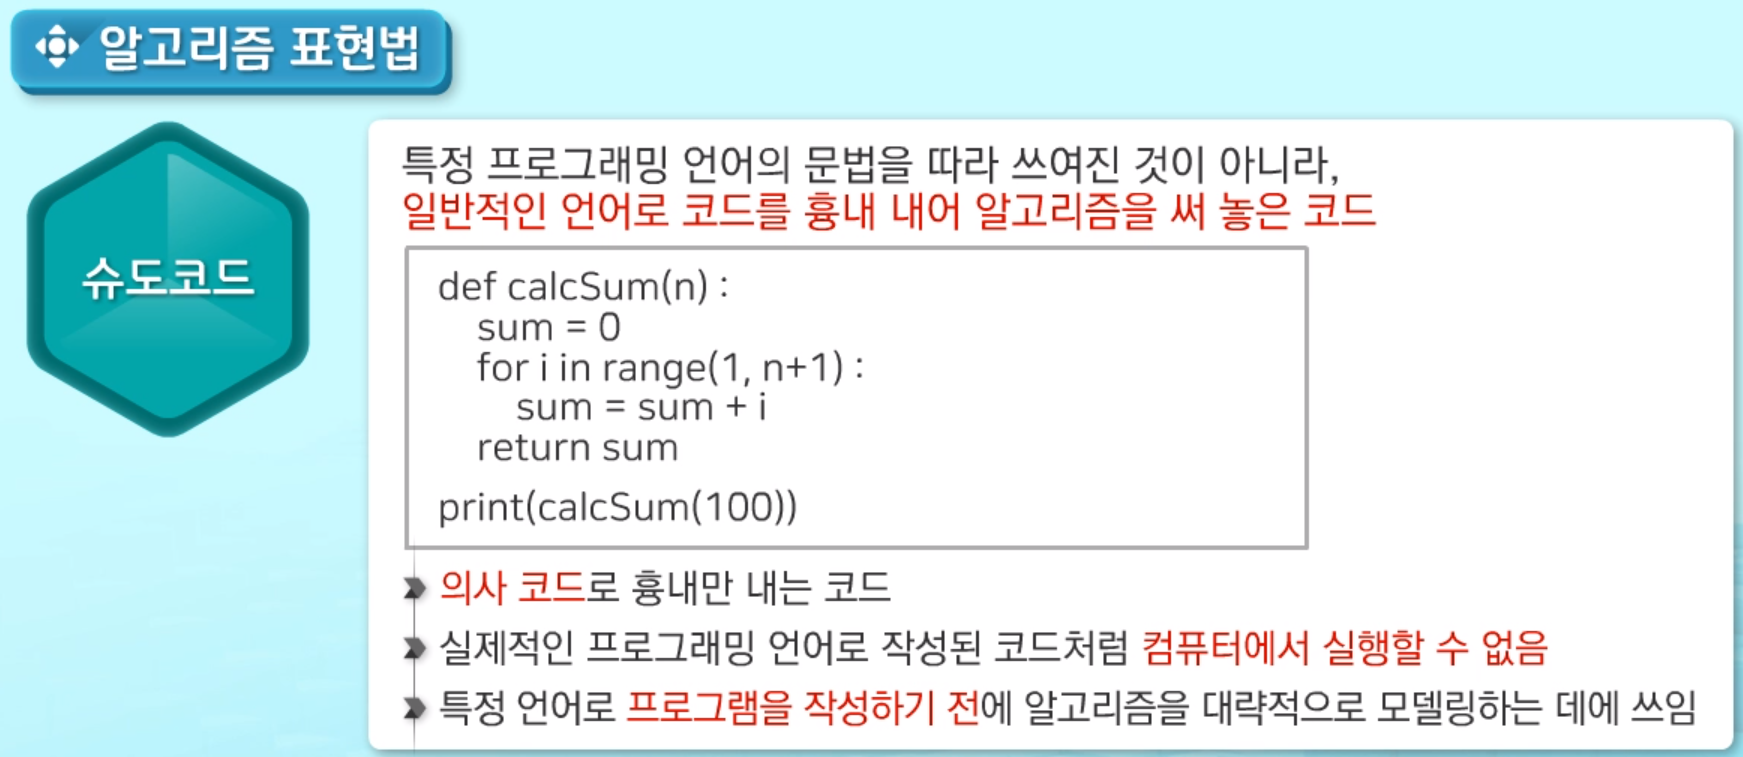 알고리즘 표현법
슈도코드
특정 프로그래밍 언어의 문법을 따라 쓰여진 것이 아니라,
일반적인 언어로 코드를 흉내 내어 알고리즘을 써 놓은 코드
def calcSum(n) :
sum = 0
for i in range(1, n+1) :
sum = sum + i
return sum
print(calcSum(100))
의사 코드로 흉내만 내는 코드
실제적인 프로그래밍 언어로 작성된 코드처럼 컴퓨터에서 실행할 수 없음
특정 언어로 프로그램을 작성하기 전에 알고리즘을 대략적으로 모델링하는 데에 쓰임